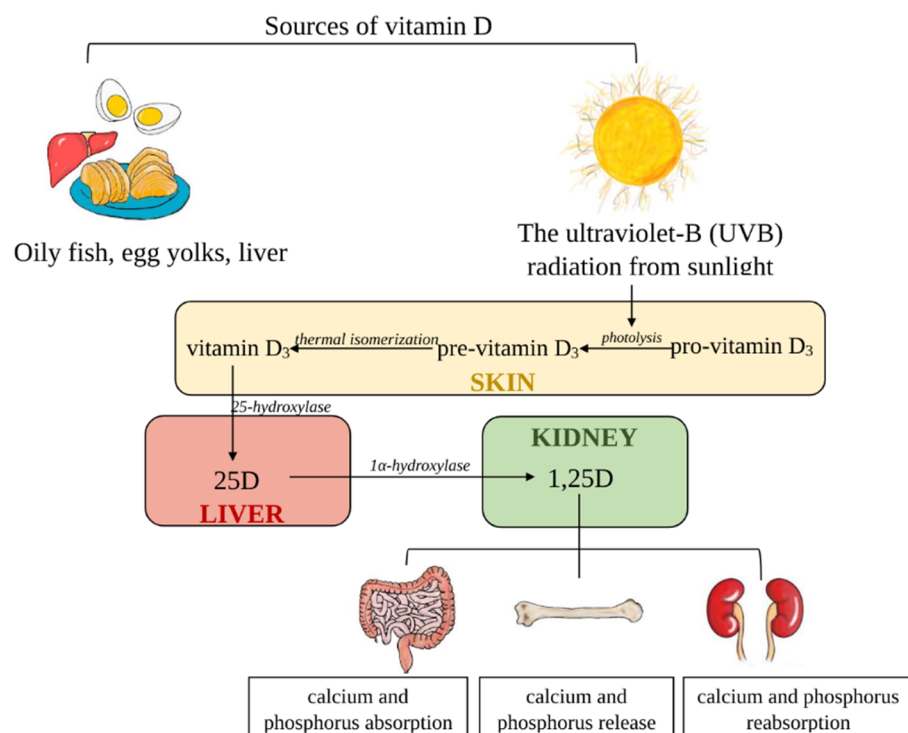 Sources of vitamin D
Oily fish, egg yolks, liver
The ultraviolet-B (UVB)
radiation from sunlight
vitamin D₃
thermal isomerization
pre-vitamin D₃
photolysis
pro-vitamin D₃
SKIN
25-hydroxylase
25D
LIVER
1α-hydroxylase
KIDNEY
1,25D
calcium and
phosphorus absorption
calcium and
phosphorus release
calcium and phosphorus
reabsorption